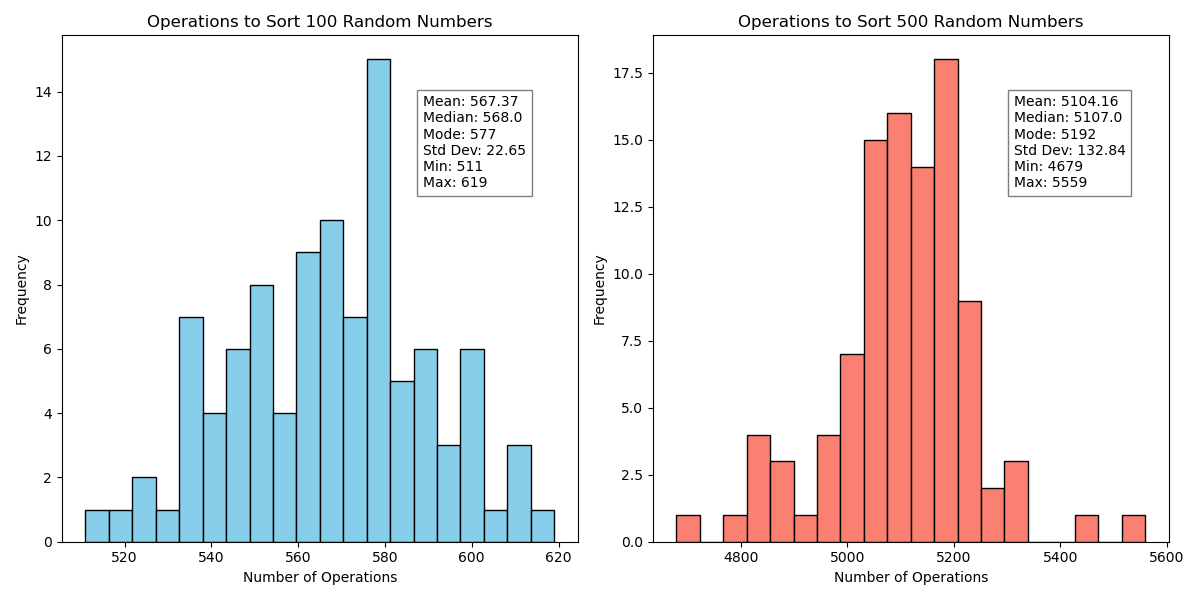 Operations to Sort 100 Random Numbers
14
12
10
8
6
4
2
0
Frequency
Mean: 567.37
Median: 568.0
Mode: 577
Std Dev: 22.65
Min: 511
Max: 619
520 540 560 580 600 620
Number of Operations
Operations to Sort 500 Random Numbers
17.5
15.0
12.5
10.0
7.5
5.0
2.5
0.0
Frequency
Mean: 5104.16
Median: 5107.0
Mode: 5192
Std Dev: 132.84
Min: 4679
Max: 5559
4800 5000 5200 5400 5600
Number of Operations